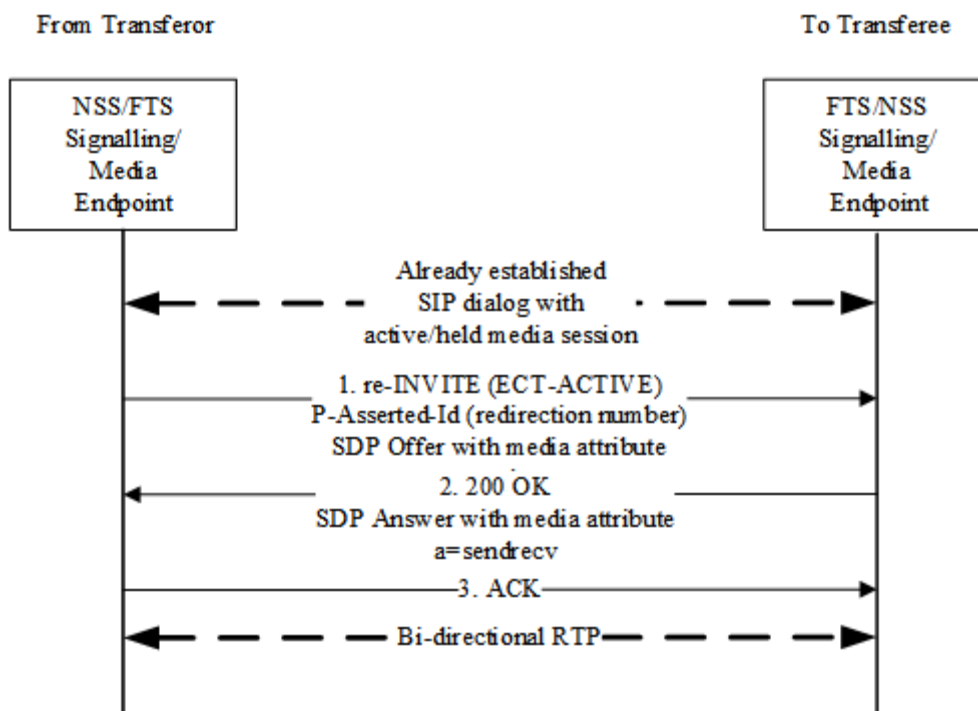 From Transferor
To Transferee
NSS/FTS
Signalling/
Media
Endpoint
FTS/NSS
Signalling/
Media
Endpoint
Already established
SIP dialog with
active/held media session
1. re-INVITE (ECT-ACTIVE)
P-Asserted-Id (redirection number)
SDP Offer with media attribute
2. 200 OK
SDP Answer with media attribute
a=sendrecv
3. ACK
Bi-directional RTP